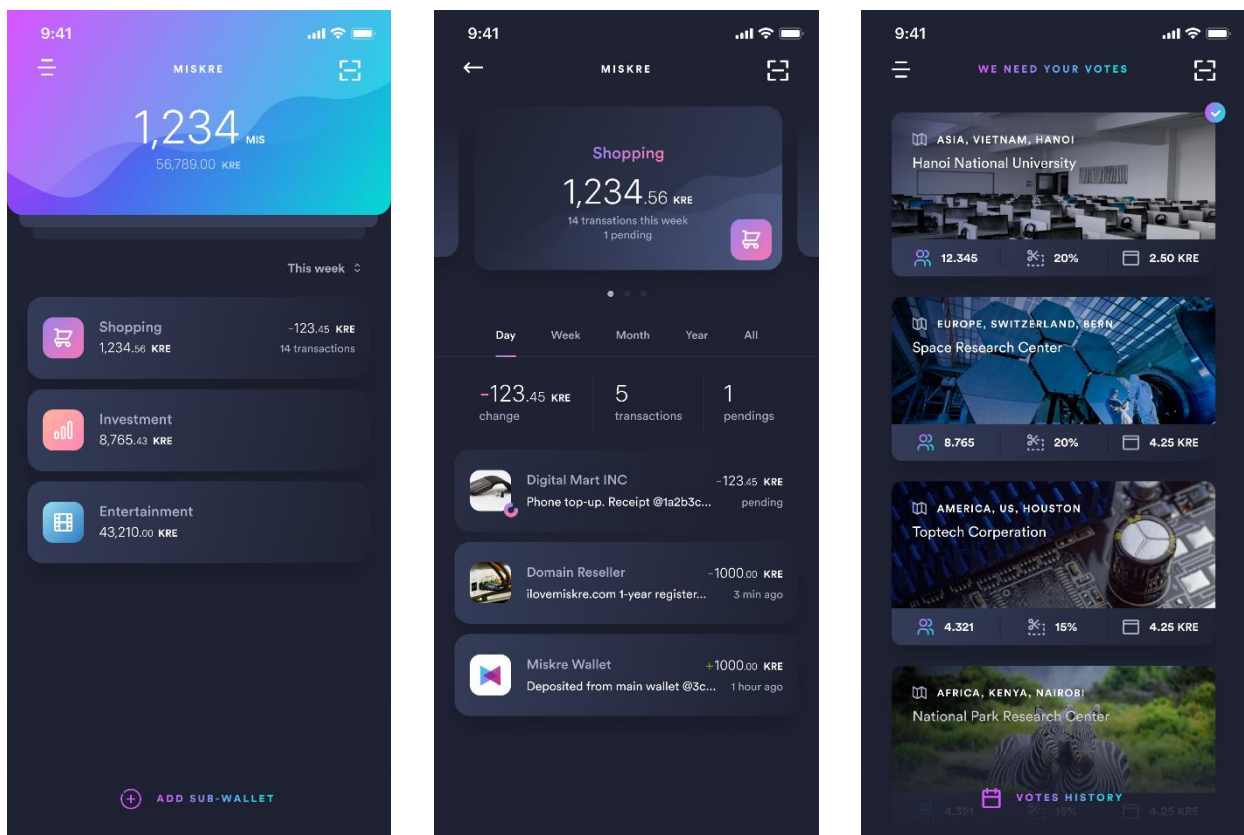 9:41
MISKRE
1,234 MIS
56,789.00 KRE
This week
Shopping -123.45 KRE
1,234.56 KRE 14 transactions
Investment
8,765.43 KRE
Entertainment
43,210.00 KRE
ADD SUB-WALLET
9:41
MISKRE
Shopping
1,234.56 KRE
14 transations this week
1 pending
Day Week Month Year All
-123.45 KRE 5 1
change transactions pendings
Digital Mart INC -123.45 KRE
Phone top-up. Receipt @1a2b3c... pending
Domain Reseller -1000.00 KRE
ilovemiskre.com 1-year register... 3 min ago
Miskre Wallet +1000.00 KRE
Deposited from main wallet @3c... 1 hour ago
9:41
WE NEED YOUR VOTES
ASIA, VIETNAM, HANOI
Hanoi National University
12.345 20% 2.50 KRE
EUROPE, SWITZERLAND, BERN
Space Research Center
8.765 20% 4.25 KRE
AMERICA, US, HOUSTON
Toptech Corperation
4.321 15% 4.25 KRE
AFRICA, KENYA, NAIROBI
National Park Research Center
VOTES HISTORY
4.321 15% 4.25 KRE